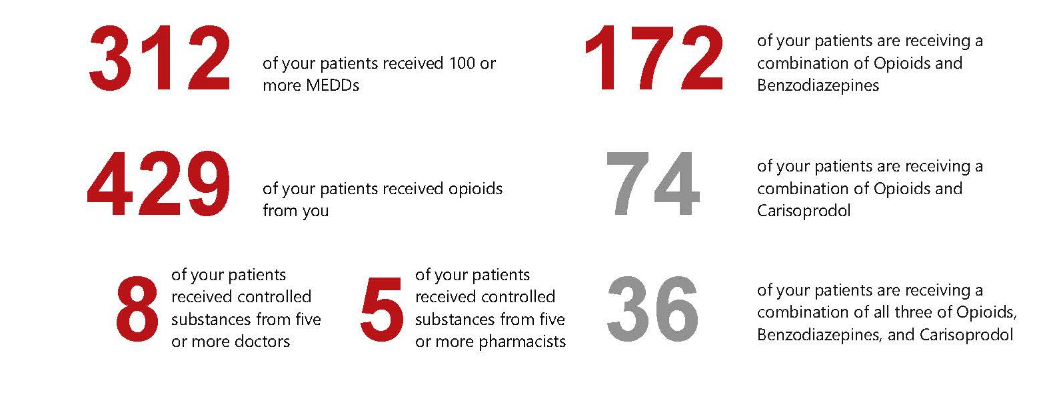 312
of your patients received 100 or
more MEDDs
172
of your patients are receiving a
combination of Opioids and
Benzodiazepines
429
of your patients received opioids
from you
74
of your patients are receiving a
combination of Opioids and
Carisoprodol
8
of your patients
received controlled
substances from five
or more doctors
5
of your patients
received controlled
substances from five
or more pharmacists
36
of your patients are receiving a
combination of all three of Opioids,
Benzodiazepines, and Carisoprodol